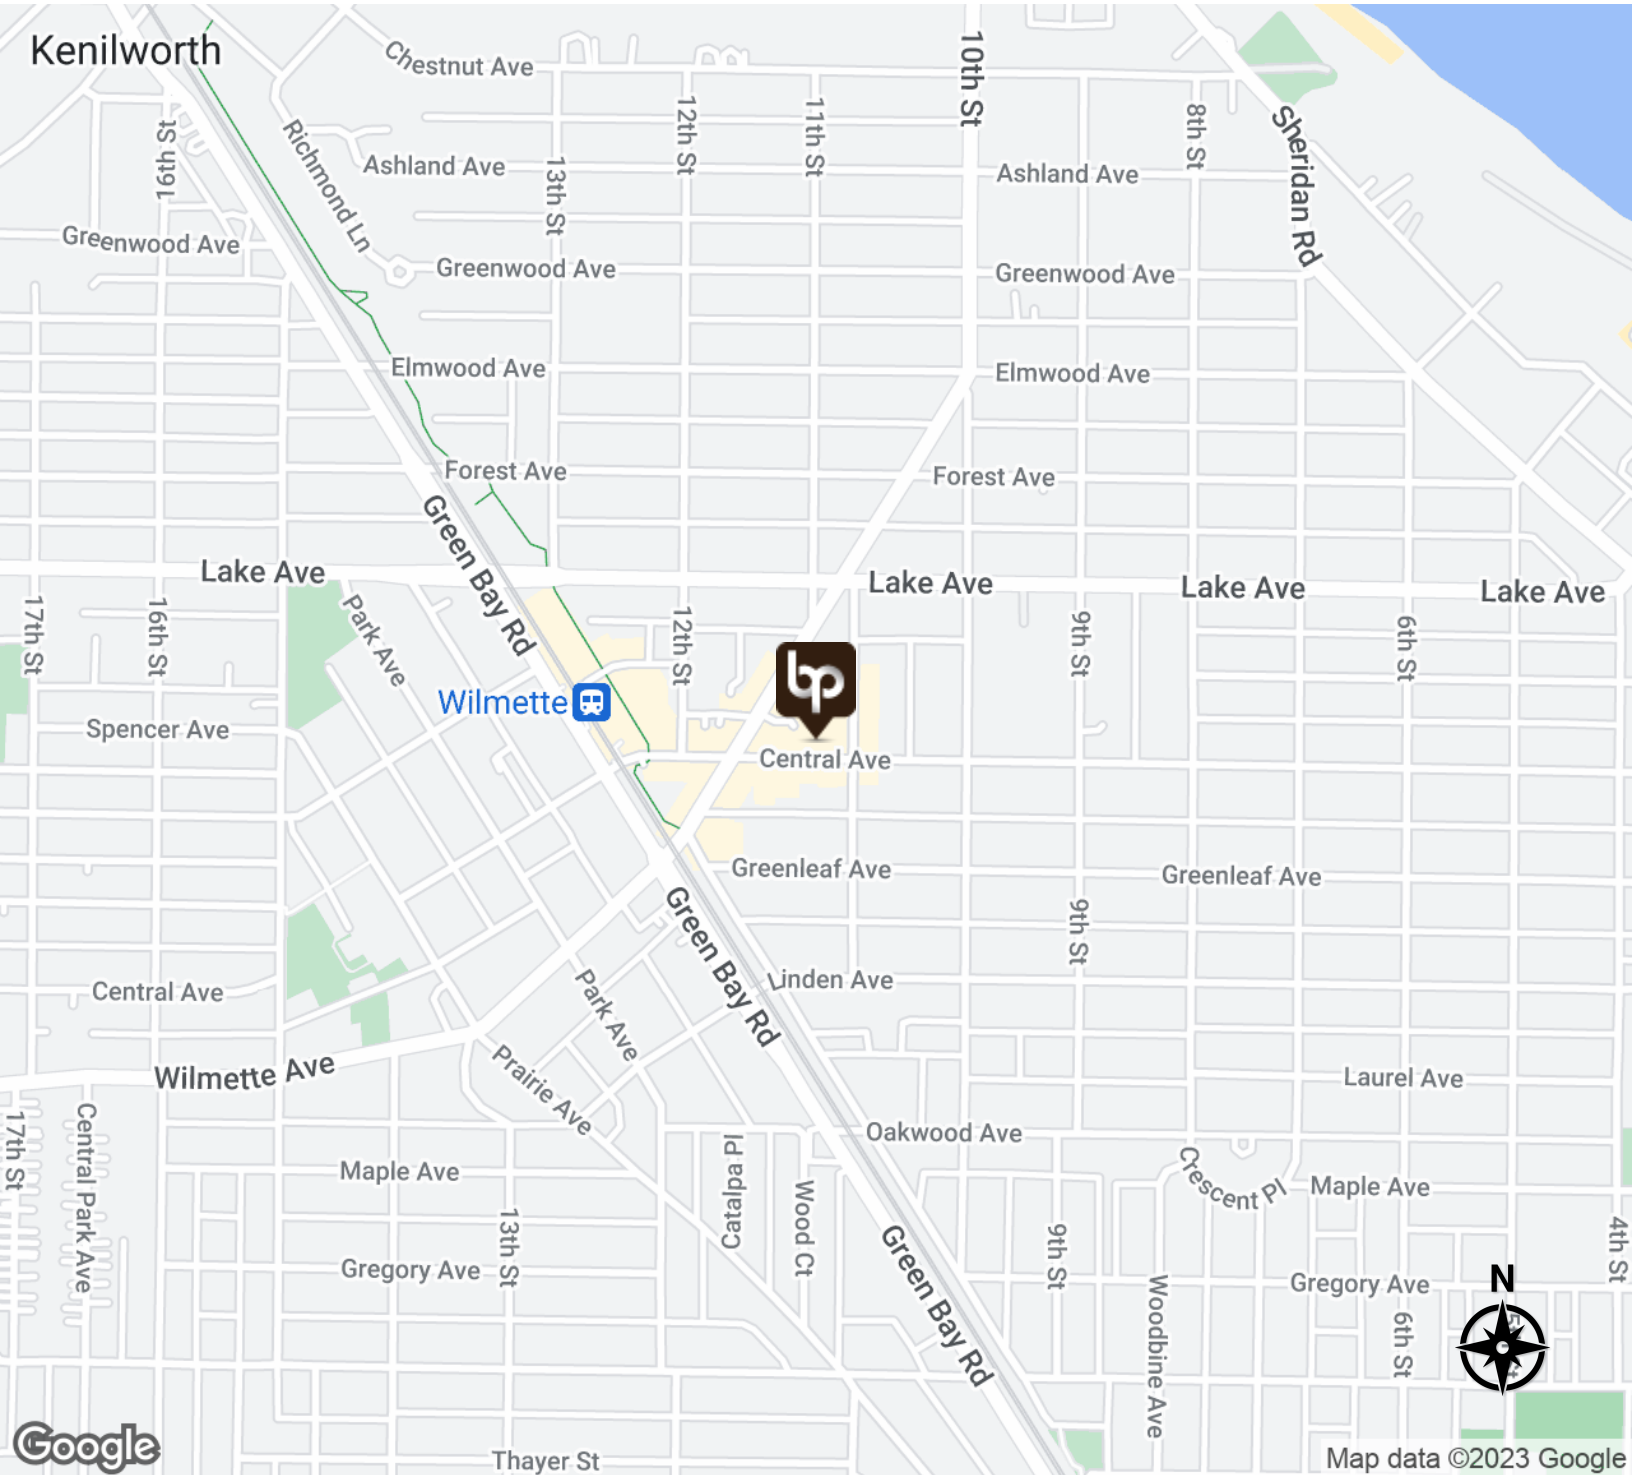 Kenilworth
Chestnut Ave
10th St
16th St
Richmond Ln
12th St
11th St
8th St
Sheridan Rd
Ashland Ave
13th St
Ashland Ave
Greenwood Ave
Greenwood Ave
Greenwood Ave
Elmwood Ave
Elmwood Ave
Forest Ave
Forest Ave
Green Bay Rd
Lake Ave
Lake Ave
Lake Ave
Lake Ave
17th St
16th St
Park Ave
12th St
9th St
6th St
bp
Wilmette
Spencer Ave
Central Ave
Greenleaf Ave
Greenleaf Ave
Green Bay Rd
9th St
Central Ave
Park Ave
Linden Ave
Wilmette Ave
Prairie Ave
Laurel Ave
17th St
Central Park Ave
Oakwood Ave
Maple Ave
Catalpa Pl
Wood Ct
Crescent Pl
Maple Ave
13th St
Gregory Ave
Green Bay Rd
9th St
Woodbine Ave
Gregory Ave
4th St
N
6th St
Thayer St
Google
Map data ©2023 Google